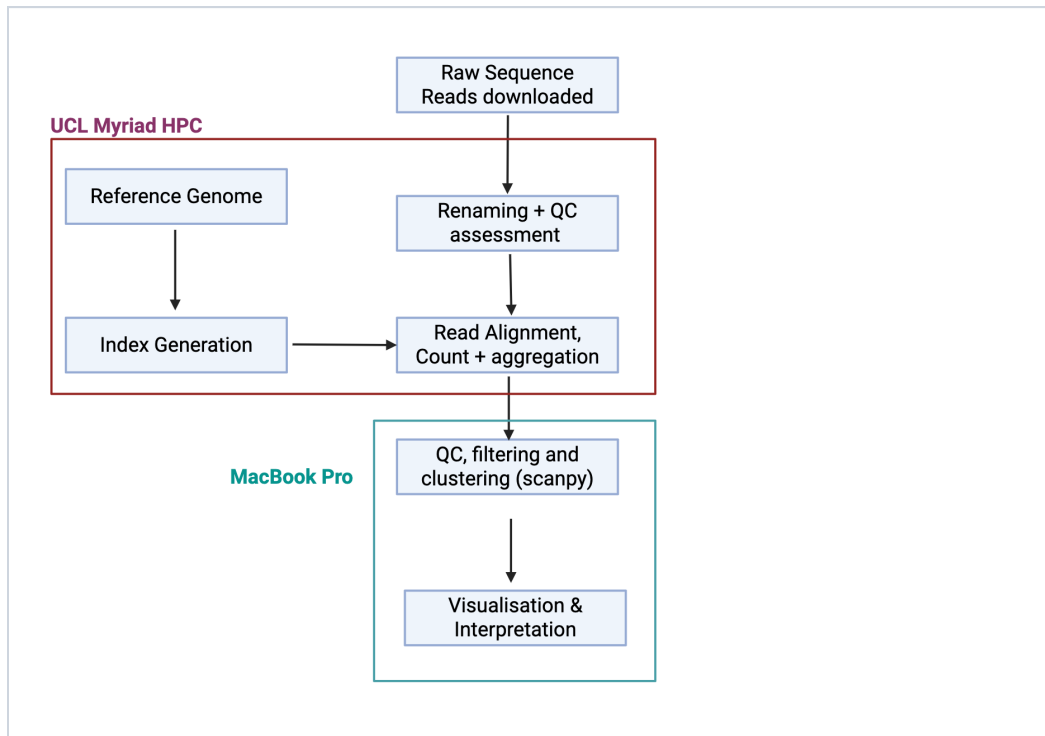 Raw Sequence
Reads downloaded
UCL Myriad HPC
Reference Genome
Renaming + QC
assessment
Index Generation
Read Alignment,
Count + aggregation
MacBook Pro
QC, filtering and
clustering (scanpy)
Visualisation &
Interpretation